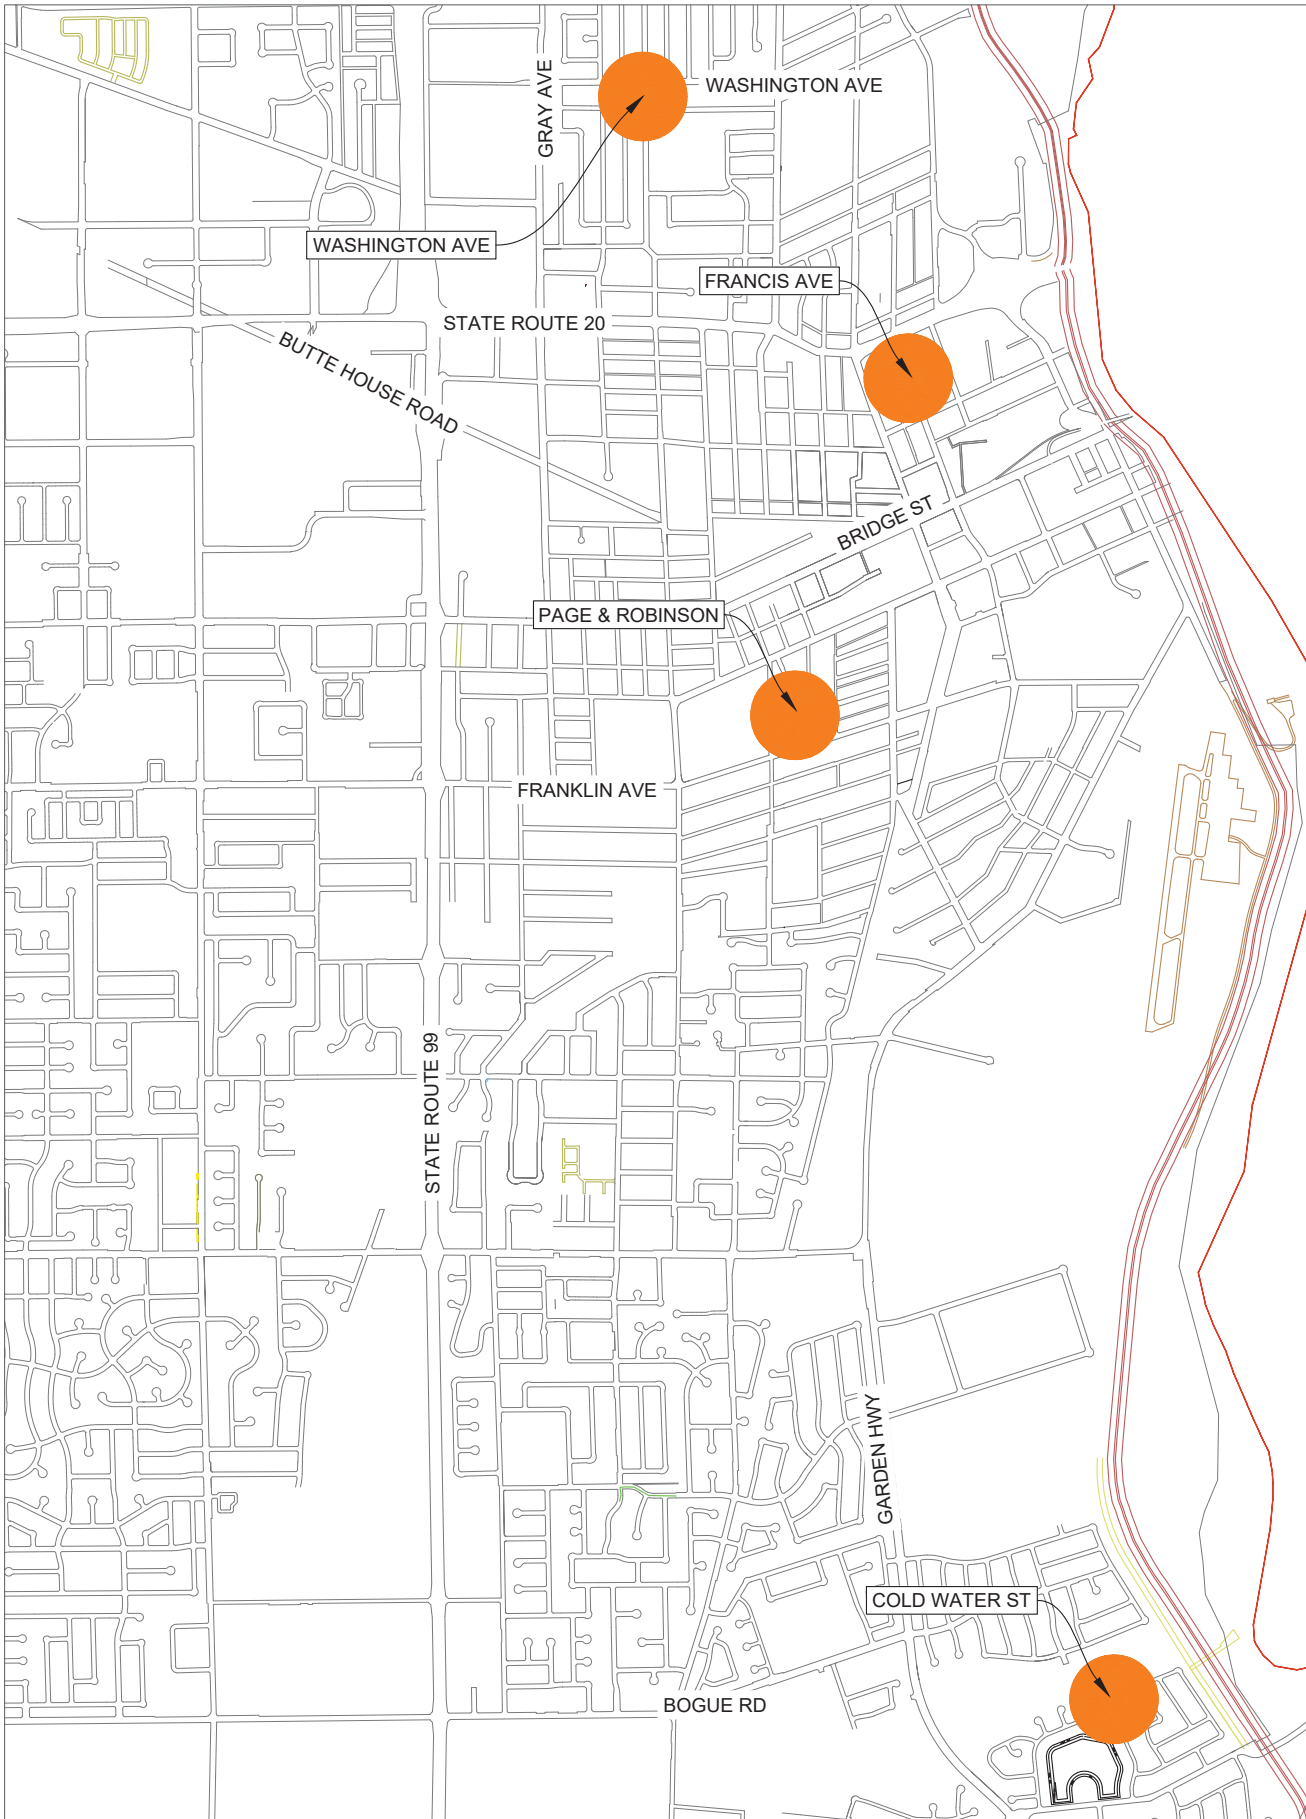 GRAY AVE
WASHINGTON AVE
WASHINGTON AVE
FRANCIS AVE
STATE ROUTE 20
BUTTE HOUSE ROAD
BRIDGE ST
PAGE & ROBINSON
FRANKLIN AVE
STATE ROUTE 99
GARDEN HWY
COLD WATER ST
BOGUE RD